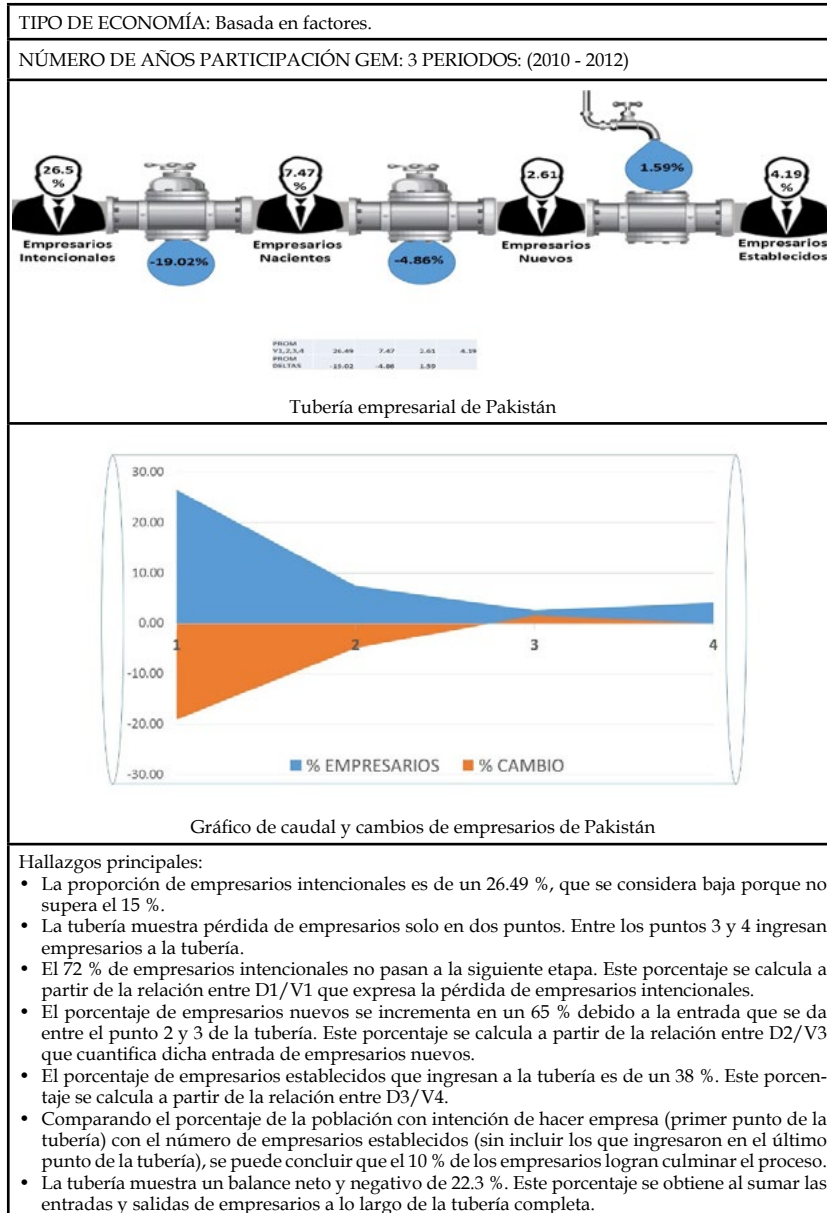 TIPO DE ECONOMÍA: Basada en factores.
NÚMERO DE AÑOS PARTICIPACIÓN GEM: 3 PERIODOS: (2010 - 2012)
26.5
%
7.47
%
2.61
1.59%
4.19
%
Empresarios
Intencionales
-19.02%
Empresarios
Nacientes
-4.86%
Empresarios
Nuevos
Empresarios
Establecidos
PROM
V1,2,3,4 26.49 7.47 2.61 4.19
PROM
DELTAS -19.02 -4.86 1.59
Tubería empresarial de Pakistán
30.00
20.00
10.00
0.00
1 2 3 4
-10.00
-20.00
-30.00
% EMPRESARIOS % CAMBIO
Gráfico de caudal y cambios de empresarios de Pakistán
Hallazgos principales:
• La proporción de empresarios intencionales es de un 26.49 %, que se considera baja porque no
supera el 15 %.
• La tubería muestra pérdida de empresarios solo en dos puntos. Entre los puntos 3 y 4 ingresan
empresarios a la tubería.
• El 72 % de empresarios intencionales no pasan a la siguiente etapa. Este porcentaje se calcula a
partir de la relación entre D1/V1 que expresa la pérdida de empresarios intencionales.
• El porcentaje de empresarios nuevos se incrementa en un 65 % debido a la entrada que se da
entre el punto 2 y 3 de la tubería. Este porcentaje se calcula a partir de la relación entre D2/V3
que cuantifica dicha entrada de empresarios nuevos.
• El porcentaje de empresarios establecidos que ingresan a la tubería es de un 38 %. Este porcen-
taje se calcula a partir de la relación entre D3/V4.
• Comparando el porcentaje de la población con intención de hacer empresa (primer punto de la
tubería) con el número de empresarios establecidos (sin incluir los que ingresaron en el último
punto de la tubería), se puede concluir que el 10 % de los empresarios logran culminar el proceso.
• La tubería muestra un balance neto y negativo de 22.3 %. Este porcentaje se obtiene al sumar las
entradas y salidas de empresarios a lo largo de la tubería completa.